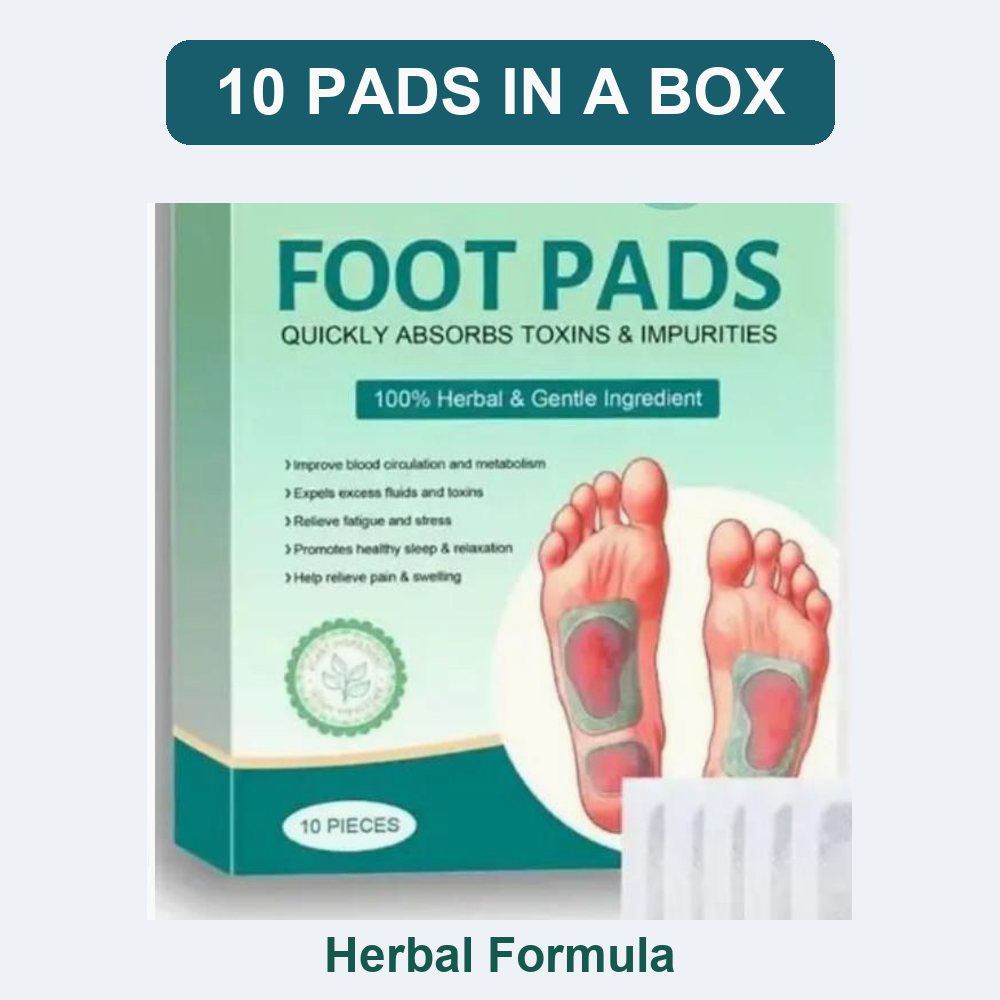 10 PADS IN A BOX
FOOT PADS
QUICKLY ABSORBS TOXINS & IMPURITIES
100% Herbal & Gentle Ingredient
Improve blood circulation and metabolism
Expels excess fluids and toxins
Relieve fatigue and stress
Promotes healthy sleep & relaxation
Help relieve pain & swelling
10 PIECES
Herbal Formula